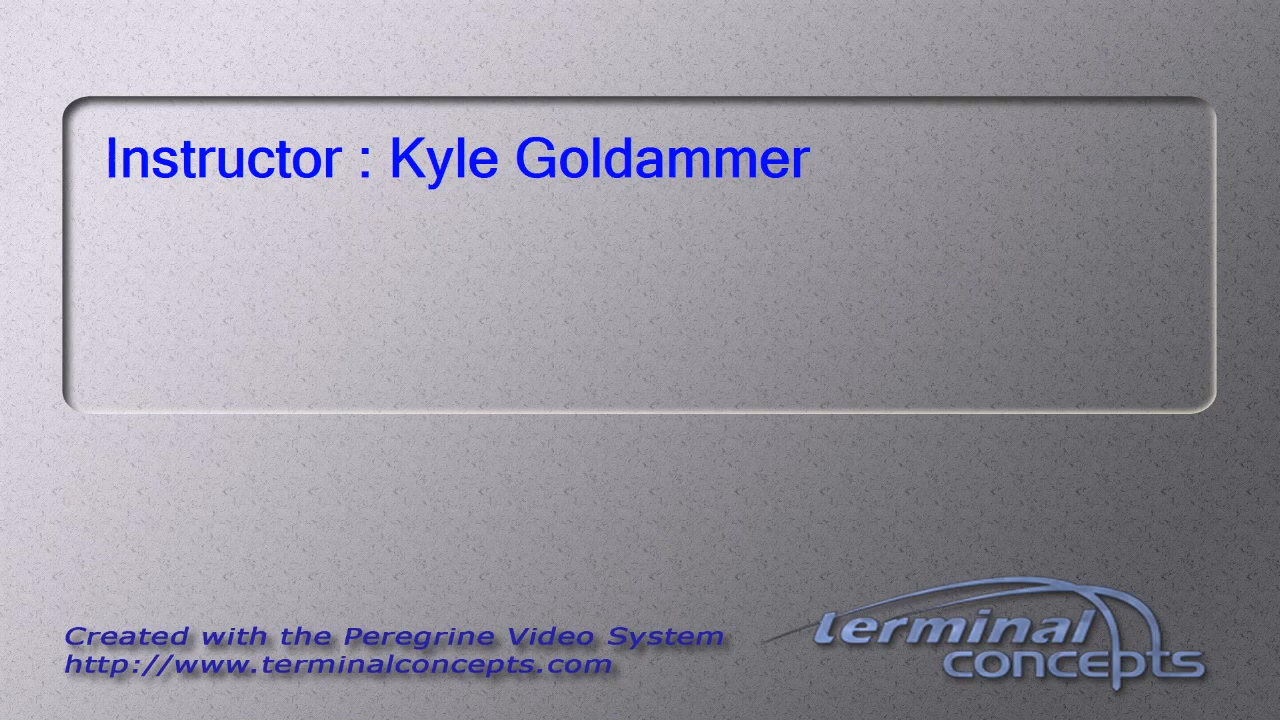 Instructor : Kyle Goldammer
Created with the Peregrine Video System
http://www.terminalconcepts.com
terminal
concepts